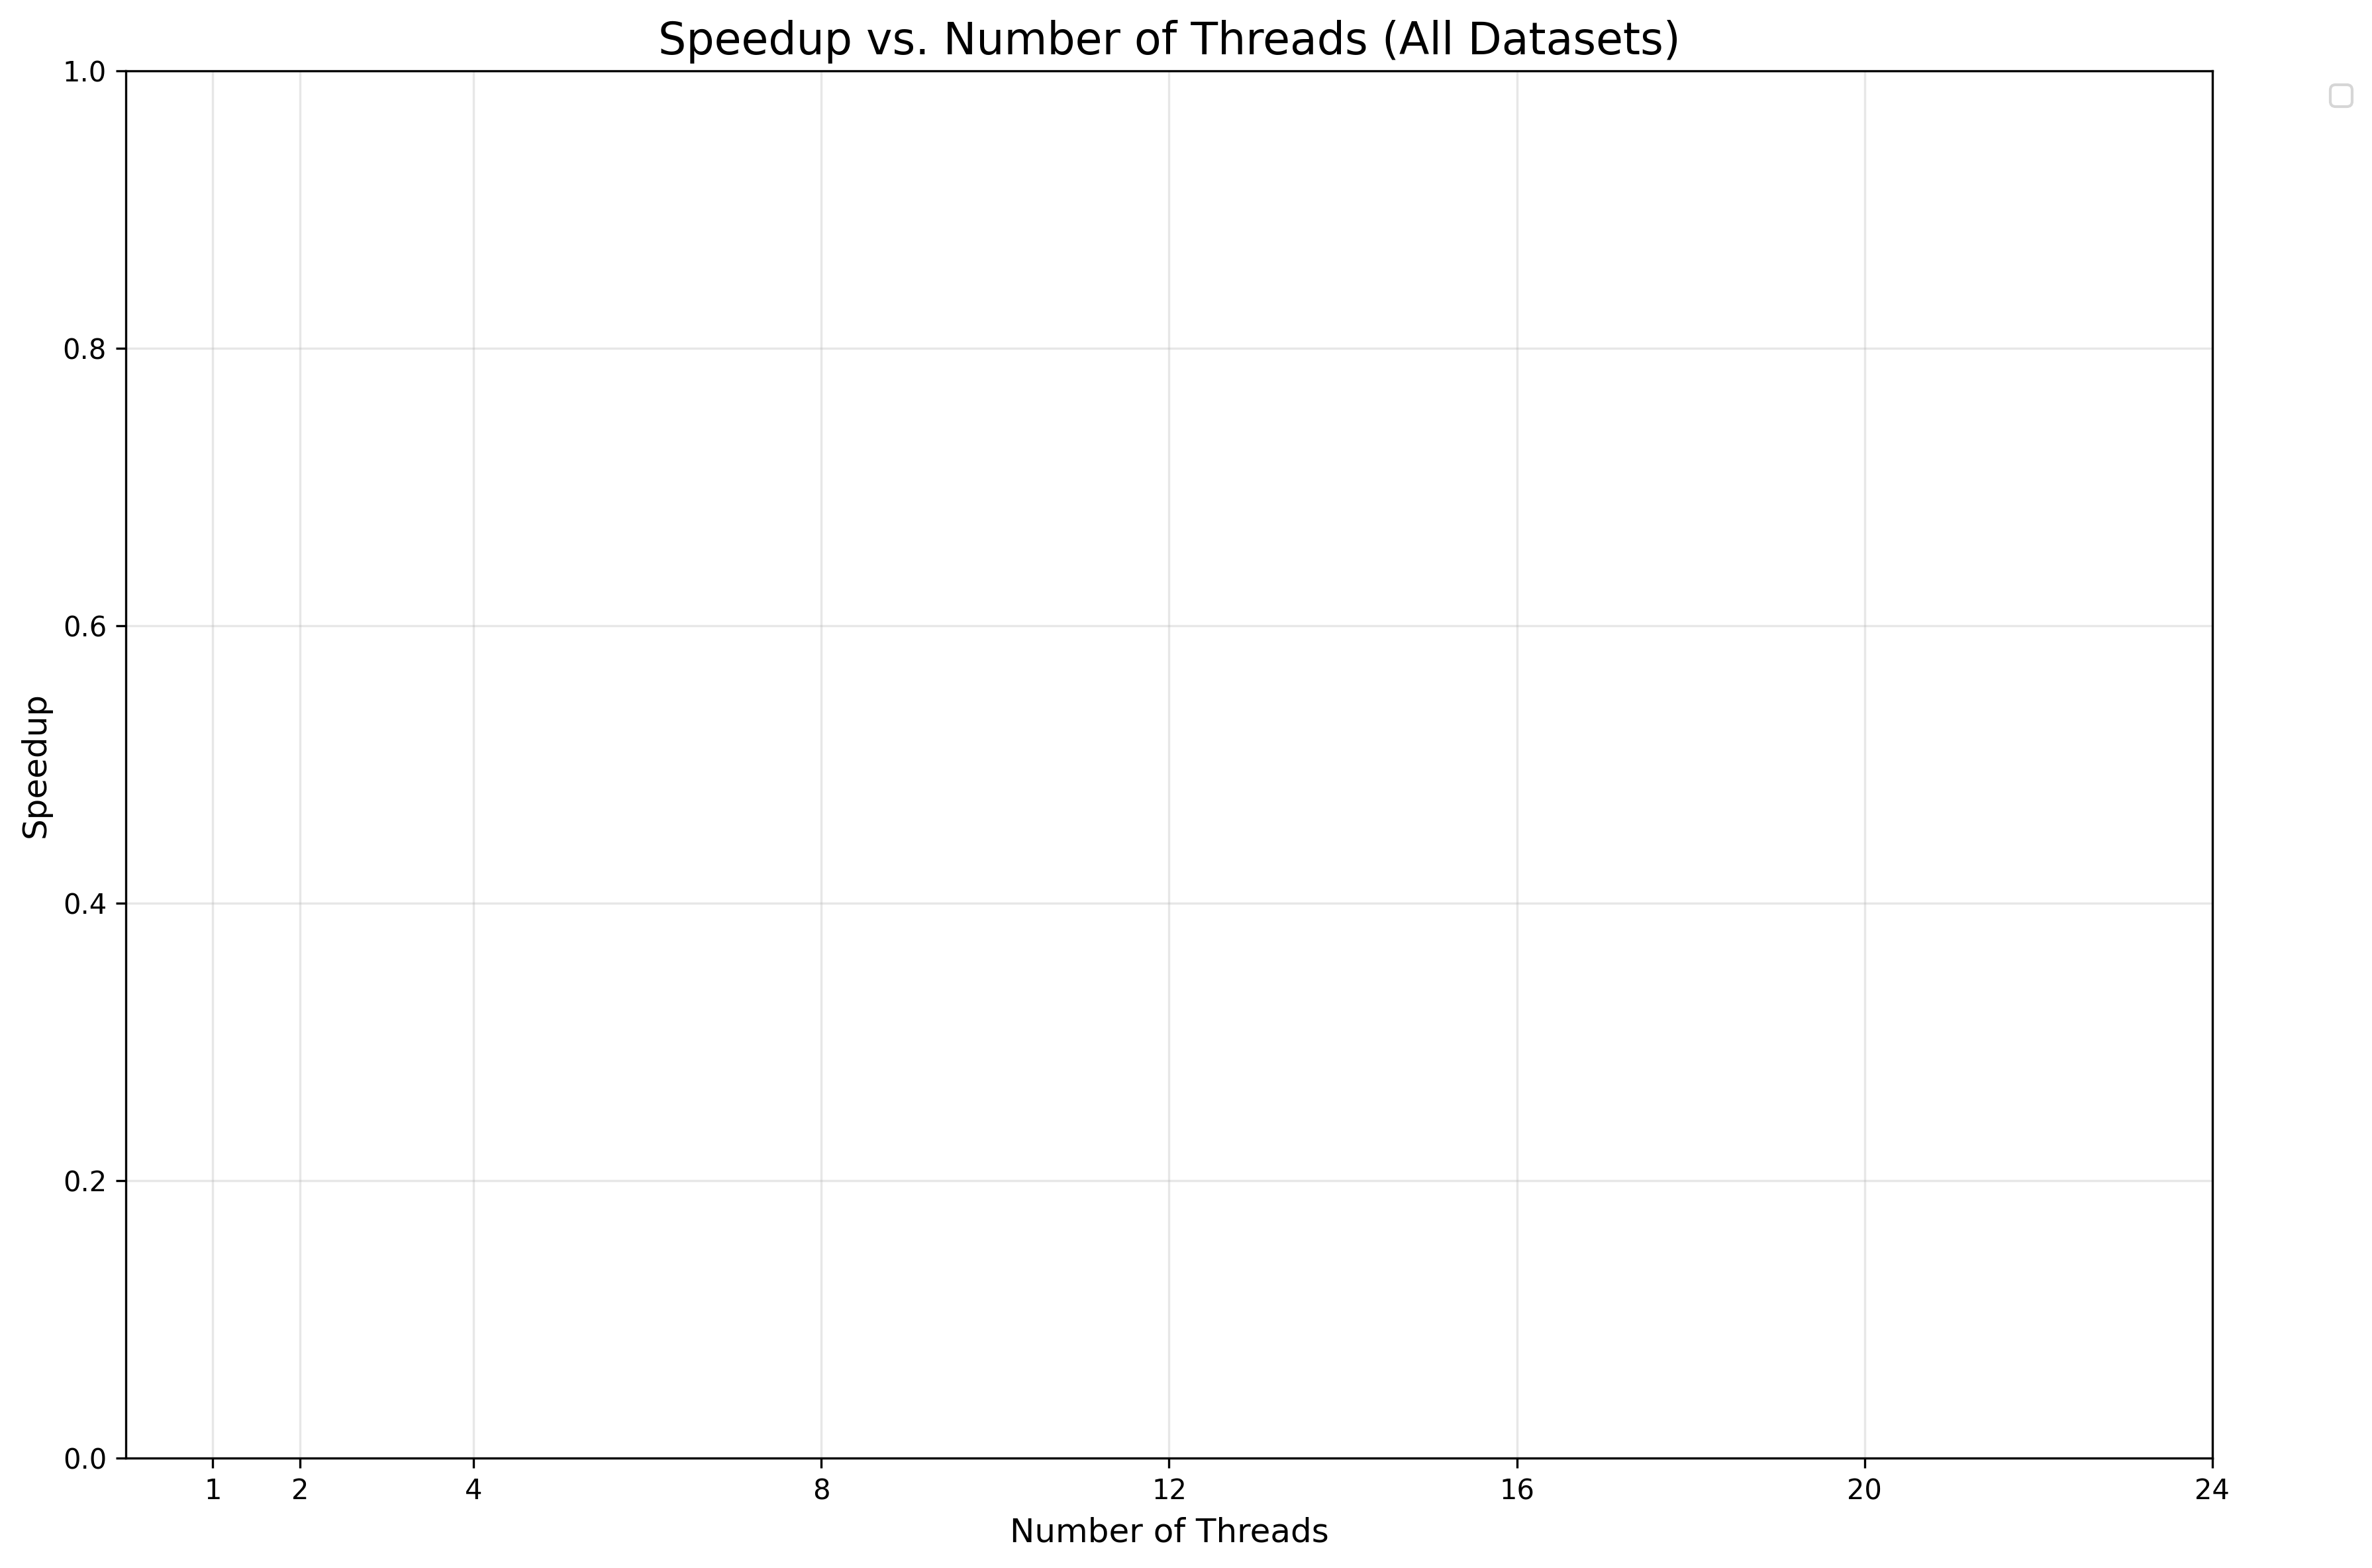 Speedup vs. Number of Threads (All Datasets)
1.0
0.8
0.6
0.4
0.2
0.0
Speedup
1 2 4 8 12 16 20 24
Number of Threads